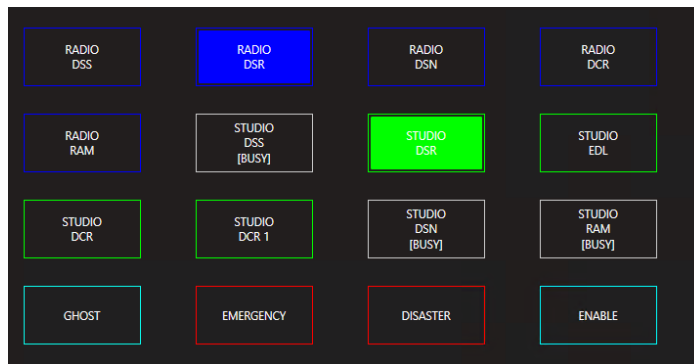 RADIO
DSS
RADIO
DSR
RADIO
DSN
RADIO
DCR
RADIO
RAM
STUDIO
DSS
[BUSY]
STUDIO
DSR
STUDIO
EDL
STUDIO
DCR
STUDIO
DCR 1
STUDIO
DSN
[BUSY]
STUDIO
RAM
[BUSY]
GHOST
EMERGENCY
DISASTER
ENABLE